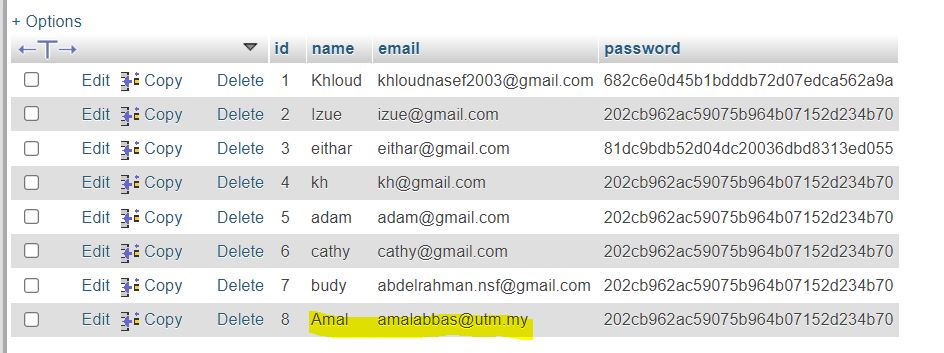 + Options
←T→ id name email password
Edit Copy Delete 1 Khloud khloudnasef2003@gmail.com 682c6e0d45b1bdddb72d07edca562a9a
Edit Copy Delete 2 Izue izue@gmail.com 202cb962ac59075b964b07152d234b70
Edit Copy Delete 3 eithar eithar@gmail.com 81dc9bdb52d04dc20036dbd8313ed055
Edit Copy Delete 4 kh kh@gmail.com 202cb962ac59075b964b07152d234b70
Edit Copy Delete 5 adam adam@gmail.com 202cb962ac59075b964b07152d234b70
Edit Copy Delete 6 cathy cathy@gmail.com 202cb962ac59075b964b07152d234b70
Edit Copy Delete 7 budy abdelrahman.nsf@gmail.com 202cb962ac59075b964b07152d234b70
Edit Copy Delete 8 Amal amalabbas@utm.my 202cb962ac59075b964b07152d234b70